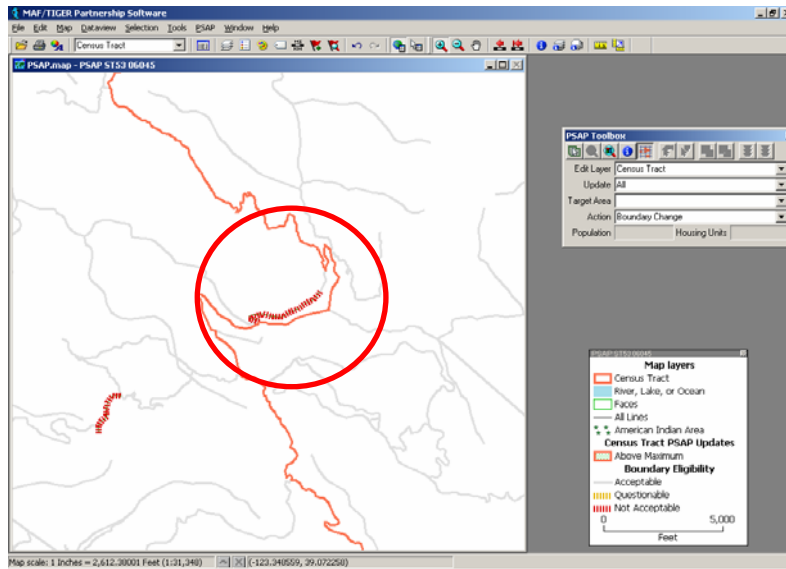 MAF/TIGER Partnership Software
File Edit Map Dataview Selection Tools PSAP Window Help
Census Tract
PSAP.map - PSAP ST53 06045
PSAP Toolbox
Edit Layer Census Tract
Update All
Target Area
Action Boundary Change
Population Housing Units
PSAP ST53 06045
Map layers
Census Tract
River, Lake, or Ocean
Faces
All Lines
American Indian Area
Census Tract PSAP Updates
Above Maximum
Boundary Eligibility
Acceptable
Questionable
Not Acceptable
0 5,000
Feet
Map scale: 1 Inches = 2,612.30001 Feet (1:31,348) (-123.340559, 39.072250)